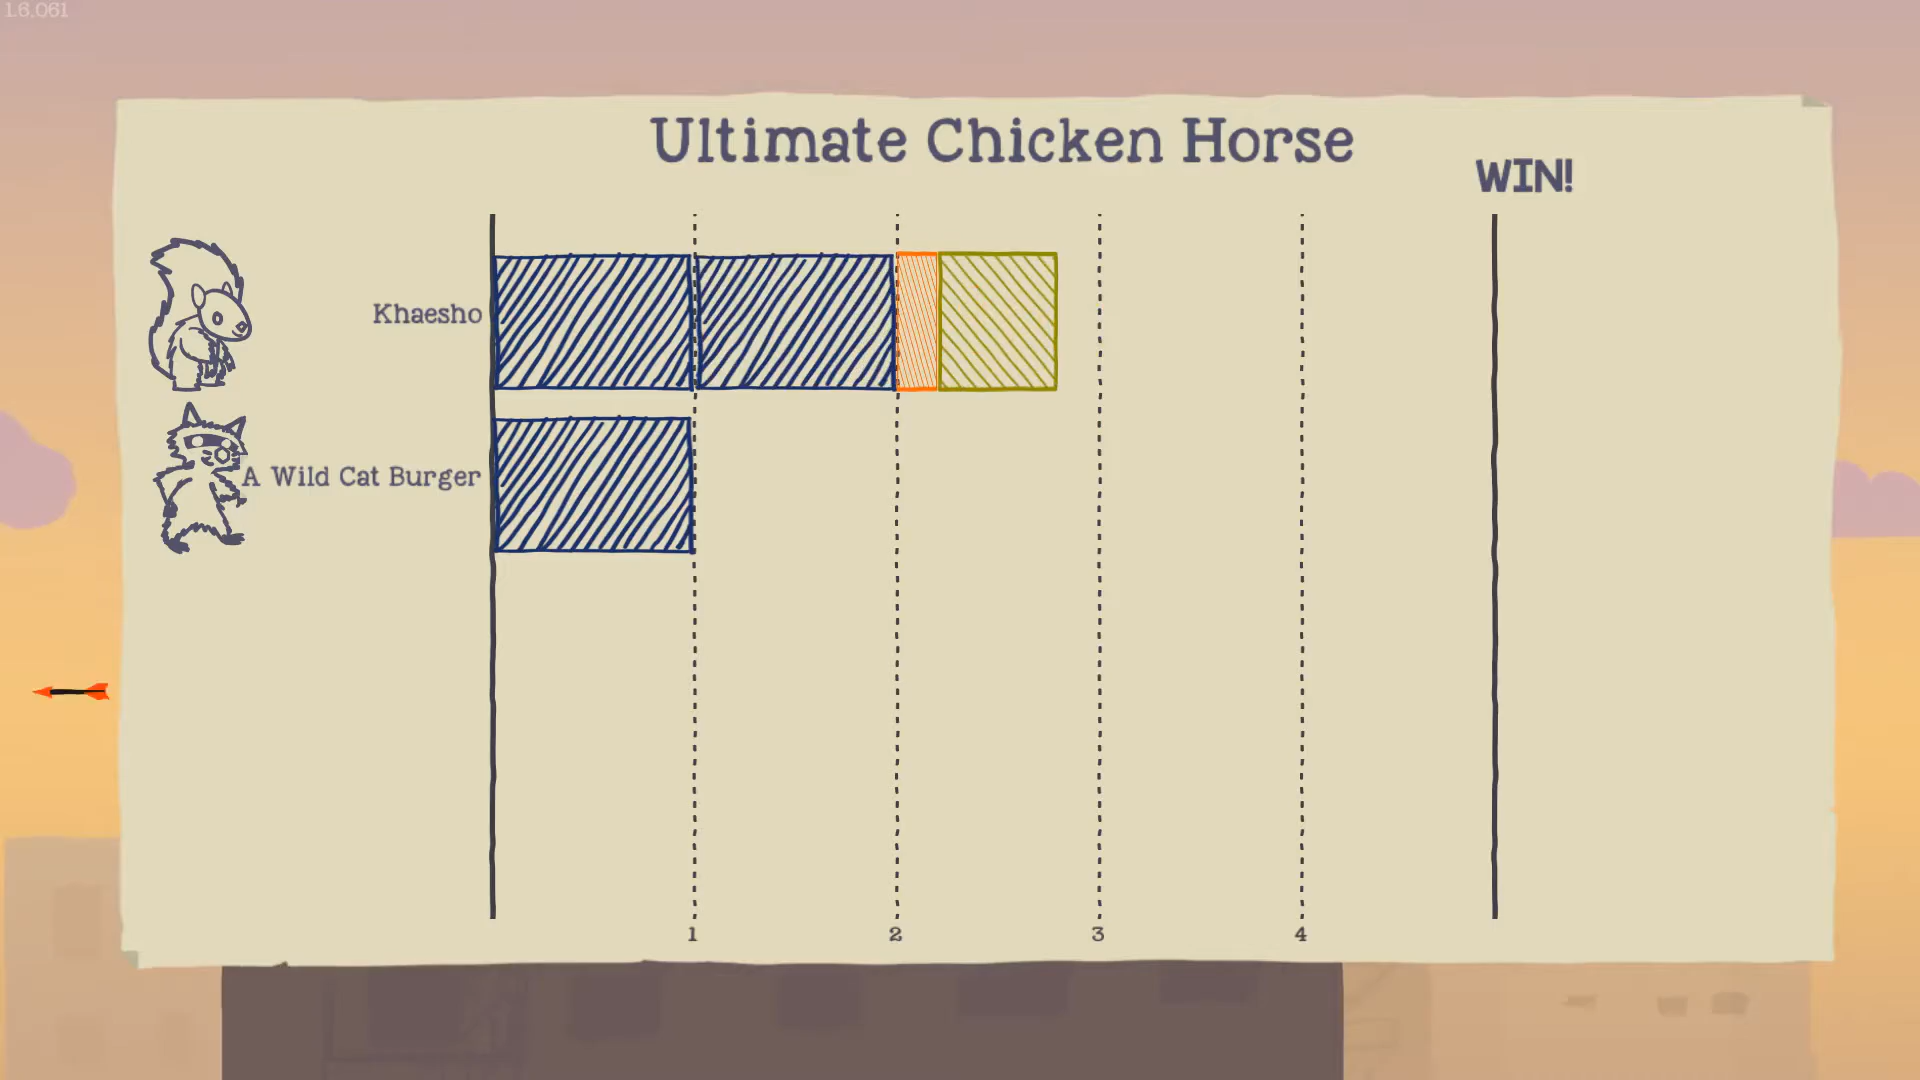 1.6.061
Ultimate Chicken Horse
WIN!
Khaesho
A Wild Cat Burger
1 2 3 4